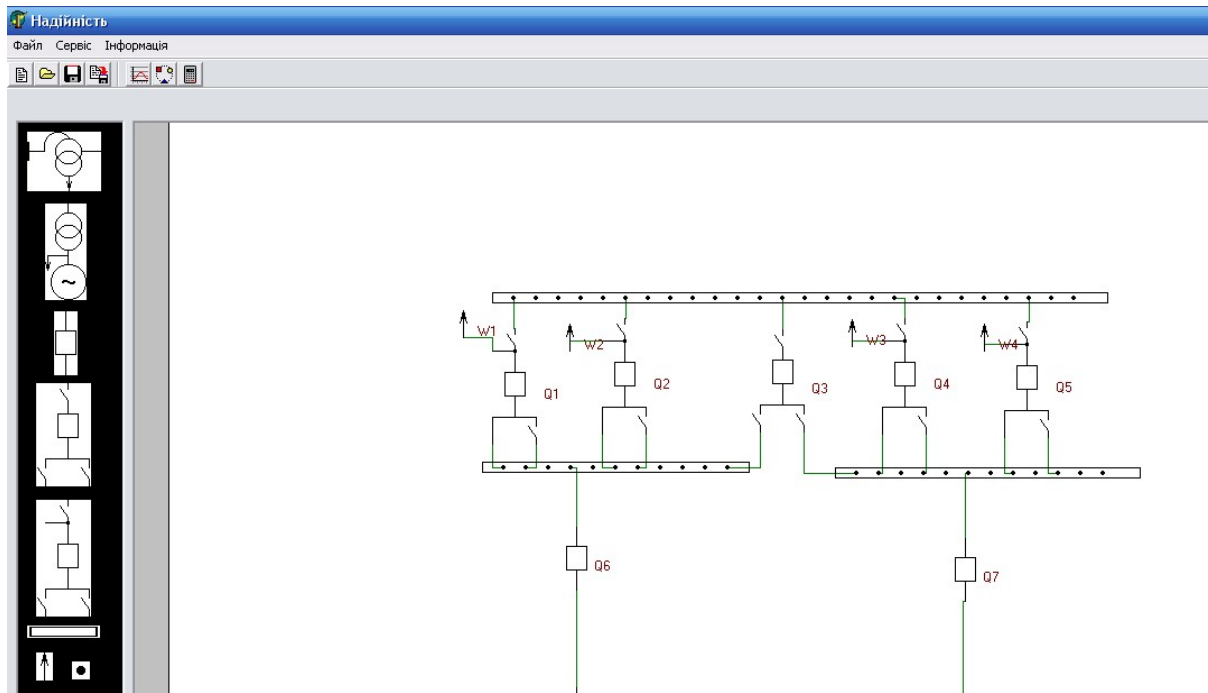 Надійність
Файл Сервіс Інформація
W1
W2
W3
W4
Q1
Q2
Q3
Q4
Q5
Q6
Q7